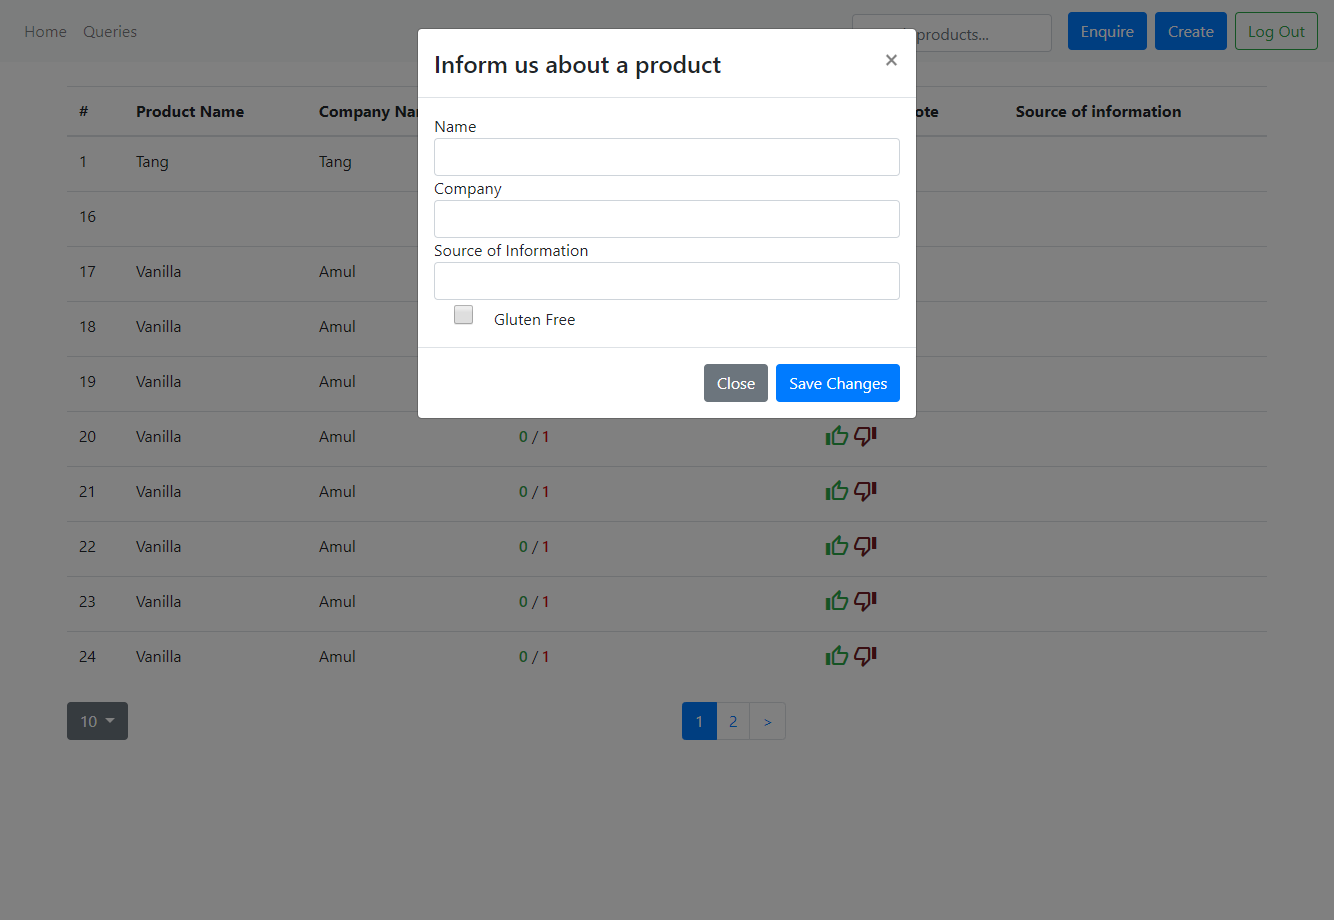 Home Queries products... Enquire Create Log Out
Inform us about a product ×
# Product Name Company Na ote Source of information
Name
1 Tang Tang
Company
16
Source of Information
17 Vanilla Amul
Gluten Free
18 Vanilla Amul
19 Vanilla Amul
Close Save Changes
20 Vanilla Amul 0 / 1
21 Vanilla Amul 0 / 1
22 Vanilla Amul 0 / 1
23 Vanilla Amul 0 / 1
24 Vanilla Amul 0 / 1
10 1 2 >